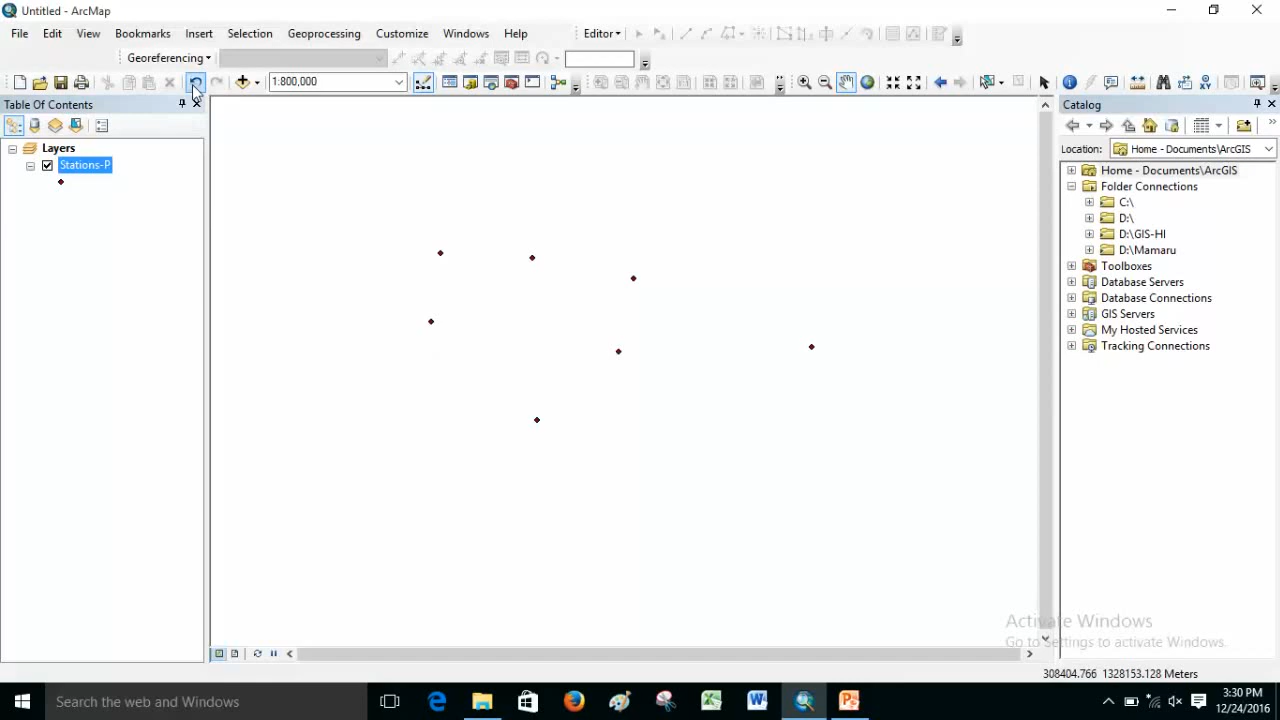 Untitled - ArcMap
File Edit View Bookmarks Insert Selection Geoprocessing Customize Windows Help Editor
Georeferencing
1:800,000
Table Of Contents
Layers
Stations-P
Catalog
Location: Home - Documents\ArcGIS
Home - Documents\ArcGIS
Folder Connections
C:\
D:\
D:\GIS-HI
D:\Mamaru
Toolboxes
Database Servers
Database Connections
GIS Servers
My Hosted Services
Tracking Connections
Activate Windows
Go to Settings to activate Windows.
308404.766 1328153.128 Meters
Search the web and Windows
3:30 PM
12/24/2016